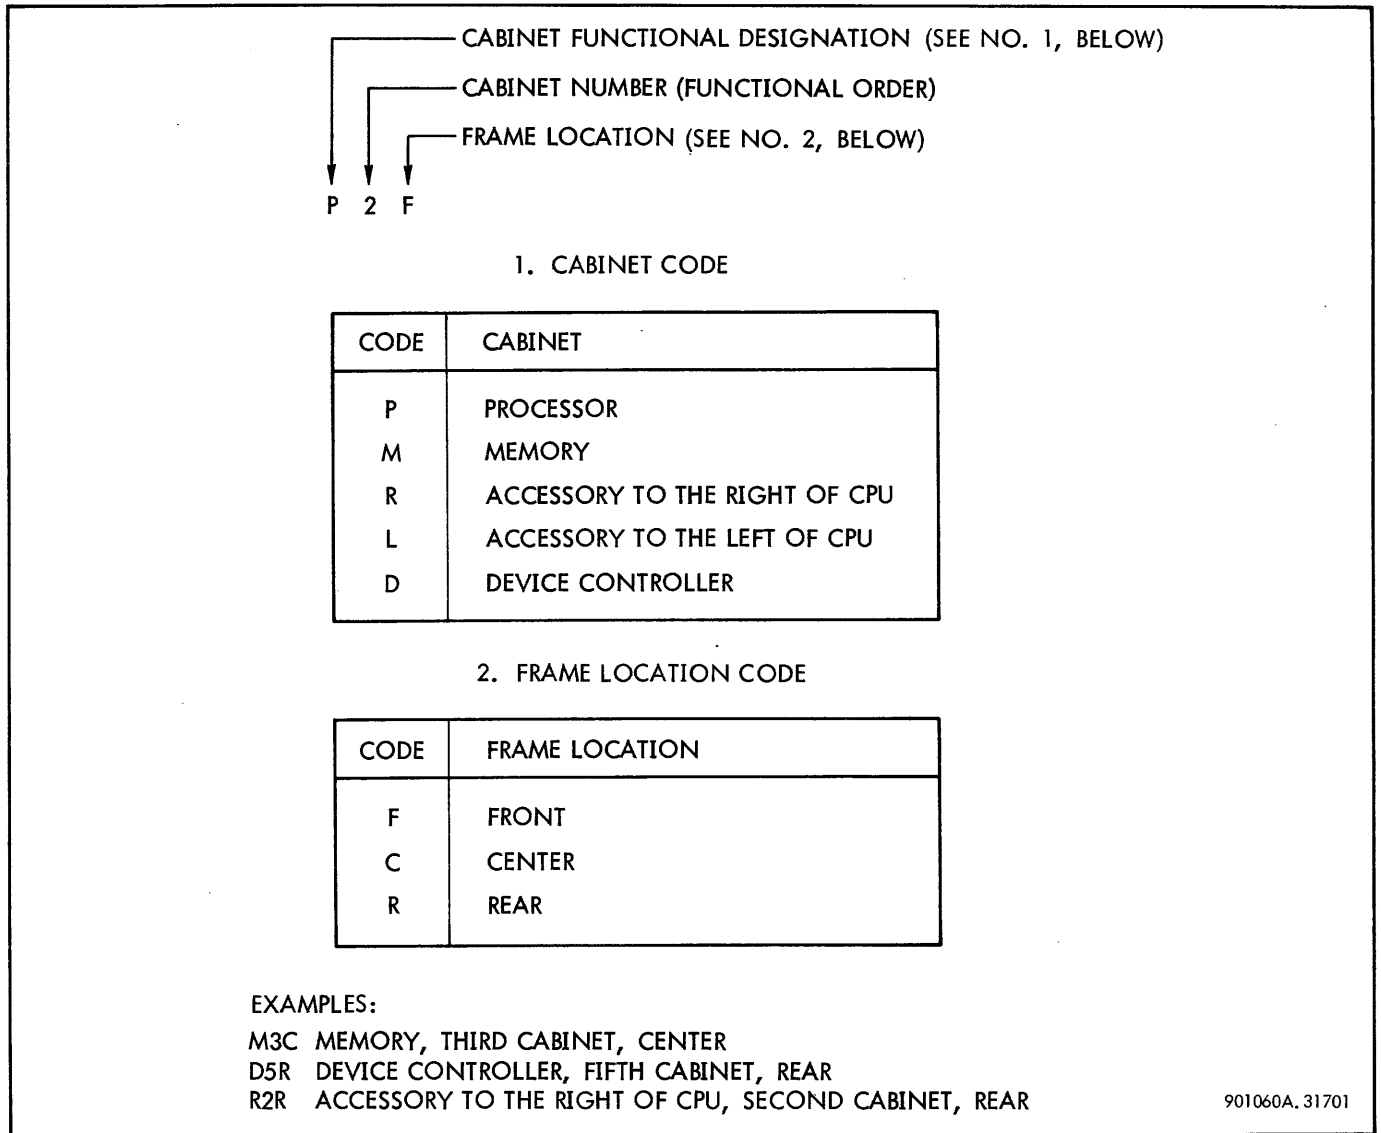 CABINET FUNCTIONAL DESIGNATION (SEE NO. 1, BELOW)
CABINET NUMBER (FUNCTIONAL ORDER)
FRAME LOCATION (SEE NO. 2, BELOW)
P 2 F
1. CABINET CODE
CODE CABINET
P PROCESSOR
M MEMORY
R ACCESSORY TO THE RIGHT OF CPU
L ACCESSORY TO THE LEFT OF CPU
D DEVICE CONTROLLER
2. FRAME LOCATION CODE
CODE FRAME LOCATION
F FRONT
C CENTER
R REAR
EXAMPLES:
M3C MEMORY, THIRD CABINET, CENTER
D5R DEVICE CONTROLLER, FIFTH CABINET, REAR
R2R ACCESSORY TO THE RIGHT OF CPU, SECOND CABINET, REAR
901060A.31701